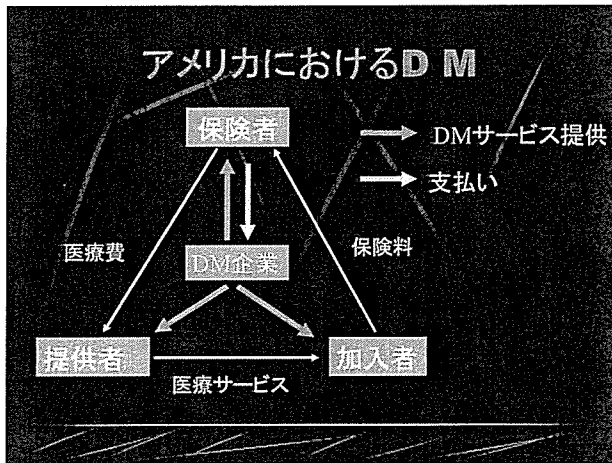 アメリカにおけるD M
保険者
DMサービス提供
支払い
医療費
DM企業
保険料
提供者
加入者
医療サービス